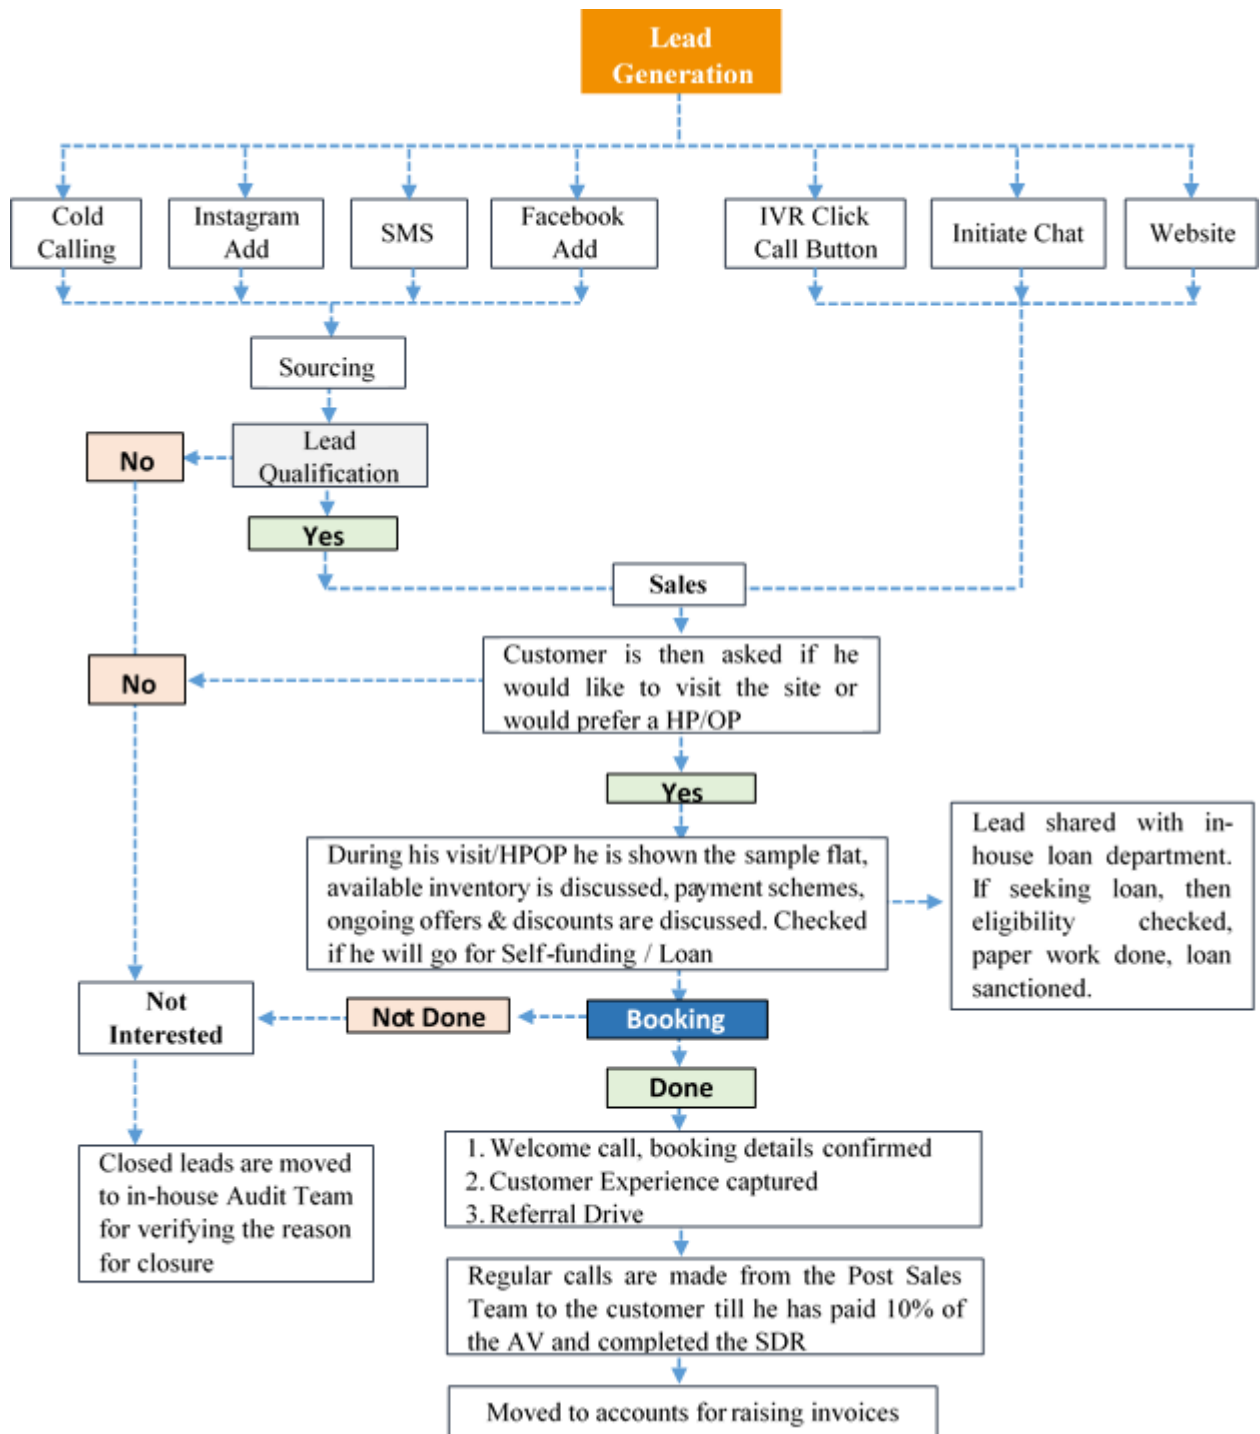 Lead
Generation
Cold
Calling
Instagram
Add
SMS
Facebook
Add
IVR Click
Call Button
Initiate Chat
Website
Sourcing
Lead
Qualification
No
Yes
Sales
Customer is then asked if he
would like to visit the site or
would prefer a HP/OP
No
Yes
During his visit/HPOP he is shown the sample flat,
available inventory is discussed, payment schemes,
ongoing offers & discounts are discussed. Checked
if he will go for Self-funding / Loan
Lead shared with in-
house loan department.
If seeking loan, then
eligibility checked,
paper work done, loan
sanctioned.
Not
Interested
Not Done
Booking
Done
Closed leads are moved
to in-house Audit Team
for verifying the reason
for closure
1. Welcome call, booking details confirmed
2. Customer Experience captured
3. Referral Drive
Regular calls are made from the Post Sales
Team to the customer till he has paid 10% of
the AV and completed the SDR
Moved to accounts for raising invoices